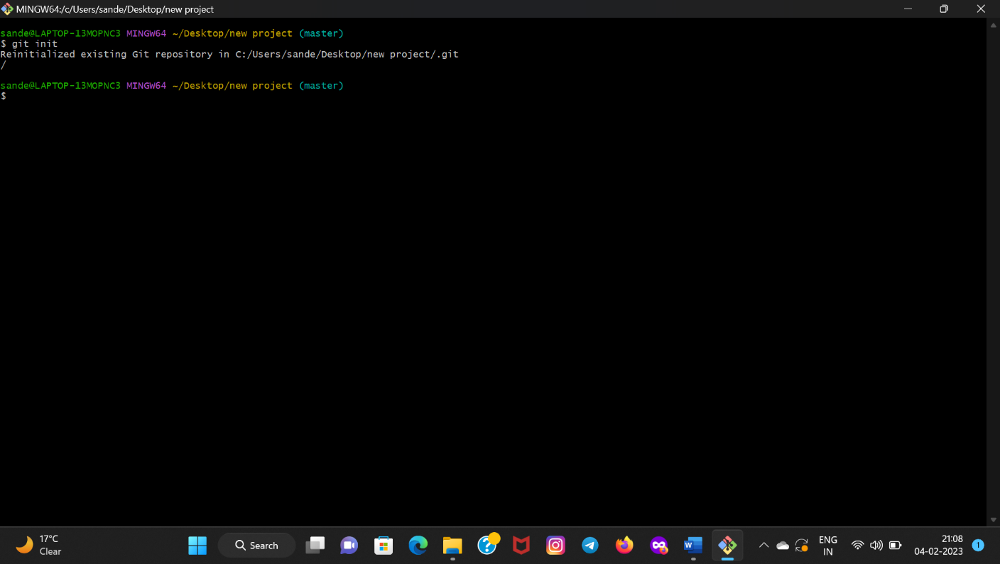 MINGW64:/c/Users/sande/Desktop/new project
sande@LAPTOP-13MOPNC3 MINGW64 ~/Desktop/new project (master)
$ git init
Reinitialized existing Git repository in C:/Users/sande/Desktop/new project/.git
/
sande@LAPTOP-13MOPNC3 MINGW64 ~/Desktop/new project (master)
$
17°C
Clear
Search
W
ENG
IN
21:08
04-02-2023
1